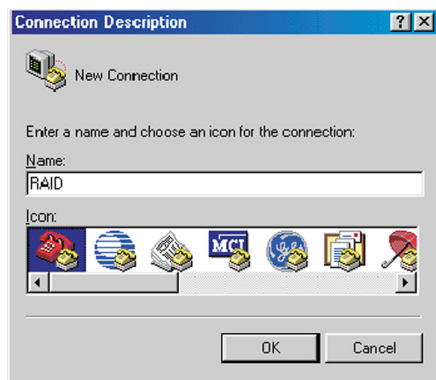 Connection Description
New Connection
Enter a name and choose an icon for the connection:
Name:
RAID
Icon:
MCI
OK
Cancel